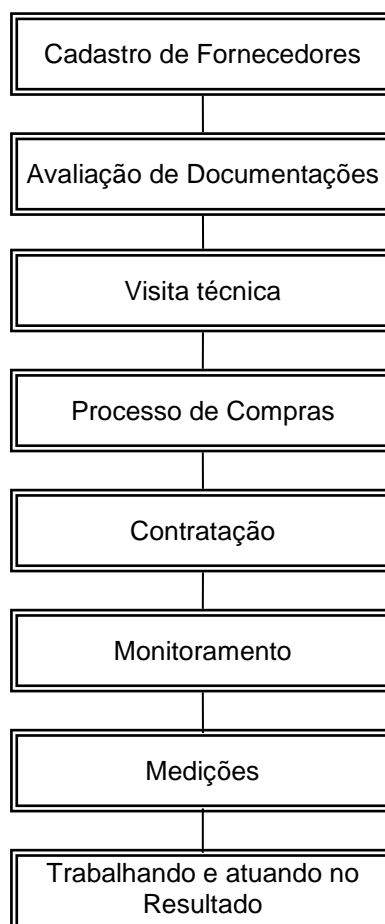 Cadastro de Fornecedores
Avaliação de Documentações
Visita técnica
Processo de Compras
Contratação
Monitoramento
Medições
Trabalhando e atuando no
Resultado